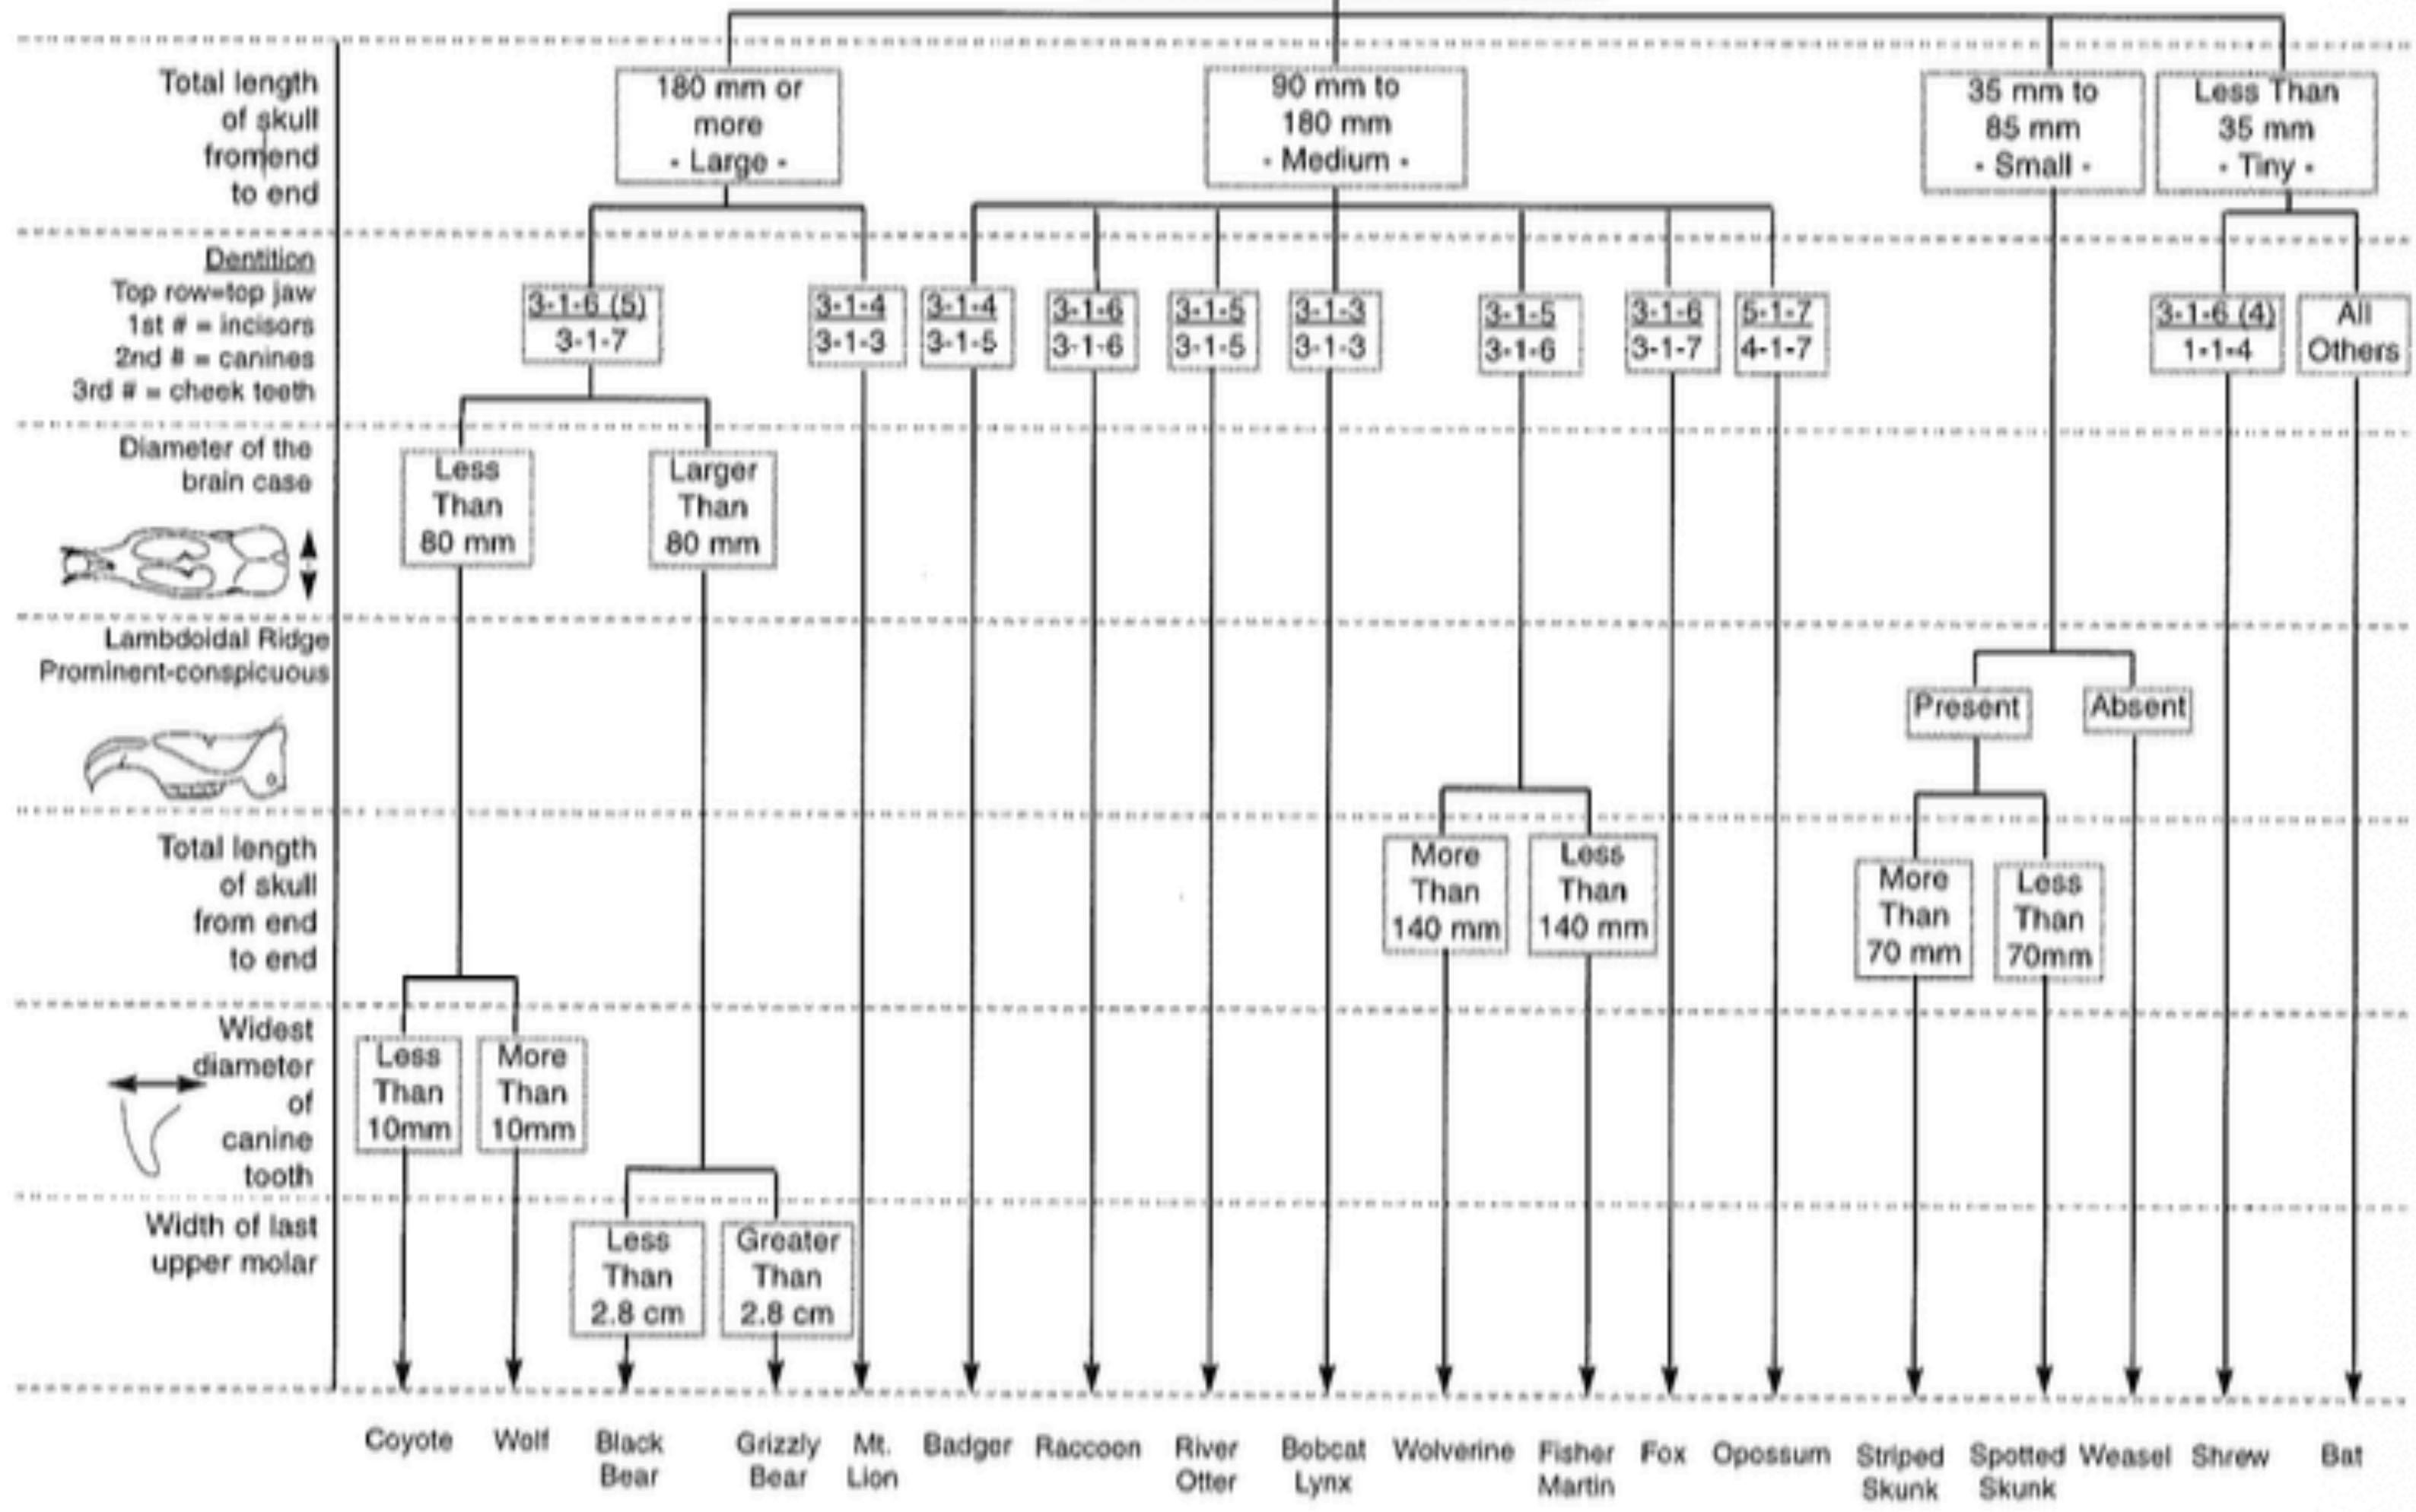 Total length
of skull
fromend
to end
180 mm or
more
- Large -
90 mm to
180 mm
- Medium -
35 mm to
85 mm
- Small -
Less Than
35 mm
- Tiny -
Dentition
Top row=top jaw
1st # = incisors
2nd # = canines
3rd # = cheek teeth
3-1-6 (5)
3-1-7
3-1-4
3-1-3
3-1-4
3-1-5
3-1-6
3-1-6
3-1-5
3-1-5
3-1-3
3-1-3
3-1-5
3-1-6
3-1-6
3-1-7
5-1-7
4-1-7
3-1-6 (4)
1-1-4
All
Others
Diameter of the
brain case
Less
Than
80 mm
Larger
Than
80 mm
Lambdoidal Ridge
Prominent-conspicuous
Present
Absent
Total length
of skull
from end
to end
More
Than
140 mm
Less
Than
140 mm
More
Than
70 mm
Less
Than
70mm
Widest
diameter
of
canine
tooth
Less
Than
10mm
More
Than
10mm
Width of last
upper molar
Less
Than
2.8 cm
Greater
Than
2.8 cm
Coyote
Wolf
Black
Bear
Grizzly
Bear
Mt.
Lion
Badger
Raccoon
River
Otter
Bobcat
Lynx
Wolverine
Fisher
Martin
Fox
Opossum
Striped
Skunk
Spotted
Skunk
Weasel
Shrew
Bat